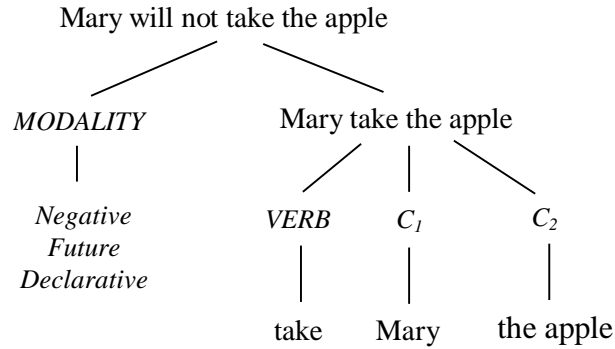 Mary will not take the apple
MODALITY
Mary take the apple
Negative
Future
Declarative
VERB
C1
C2
take
Mary
the apple